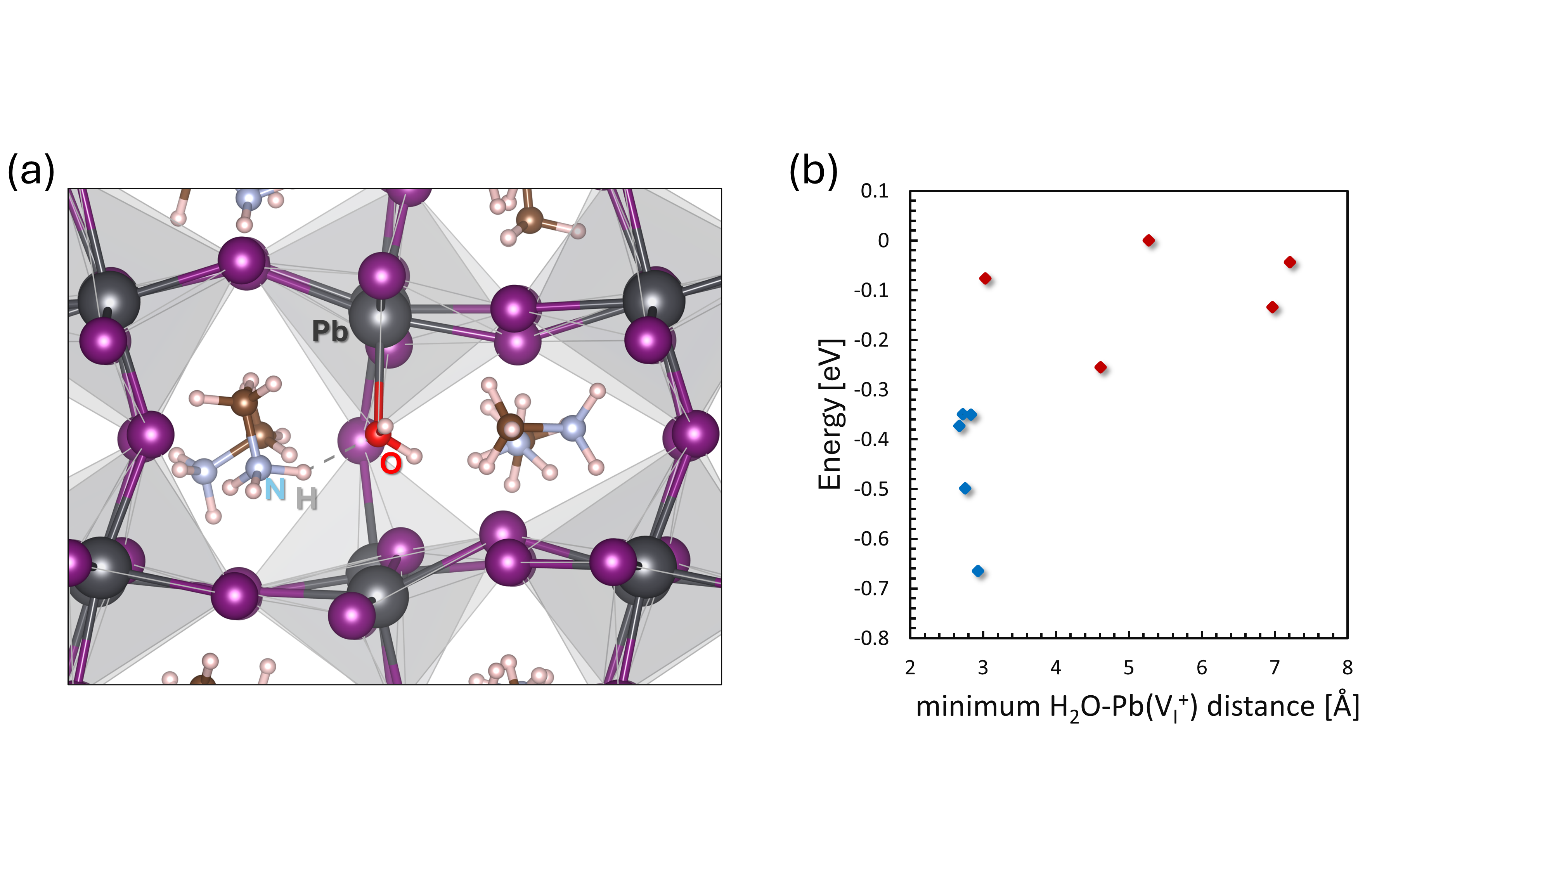 (a)
Pb
O
N
H
(b)
0.1
0
-0.1
-0.2
-0.3
-0.4
-0.5
-0.6
-0.7
-0.8
Energy [eV]
2 3 4 5 6 7 8
minimum H₂O-Pb(V_I⁺) distance [Å]